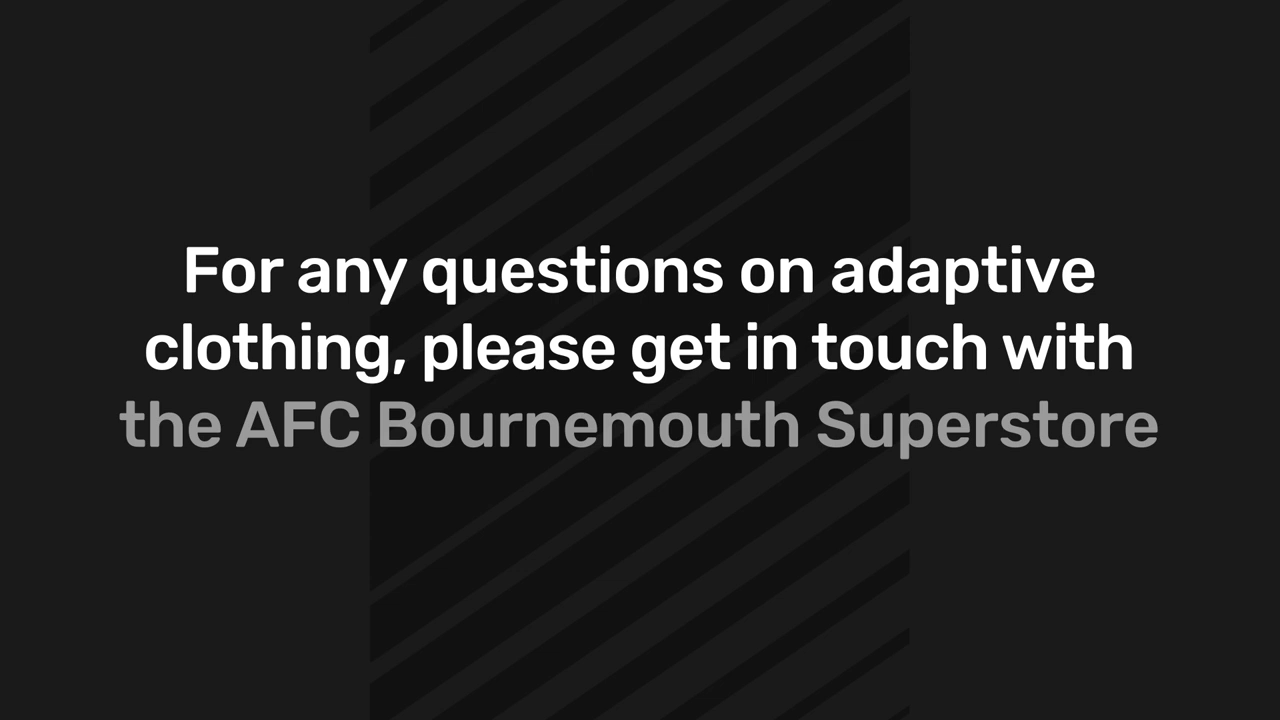 For any questions on adaptive
clothing, please get in touch with
the AFC Bournemouth Superstore